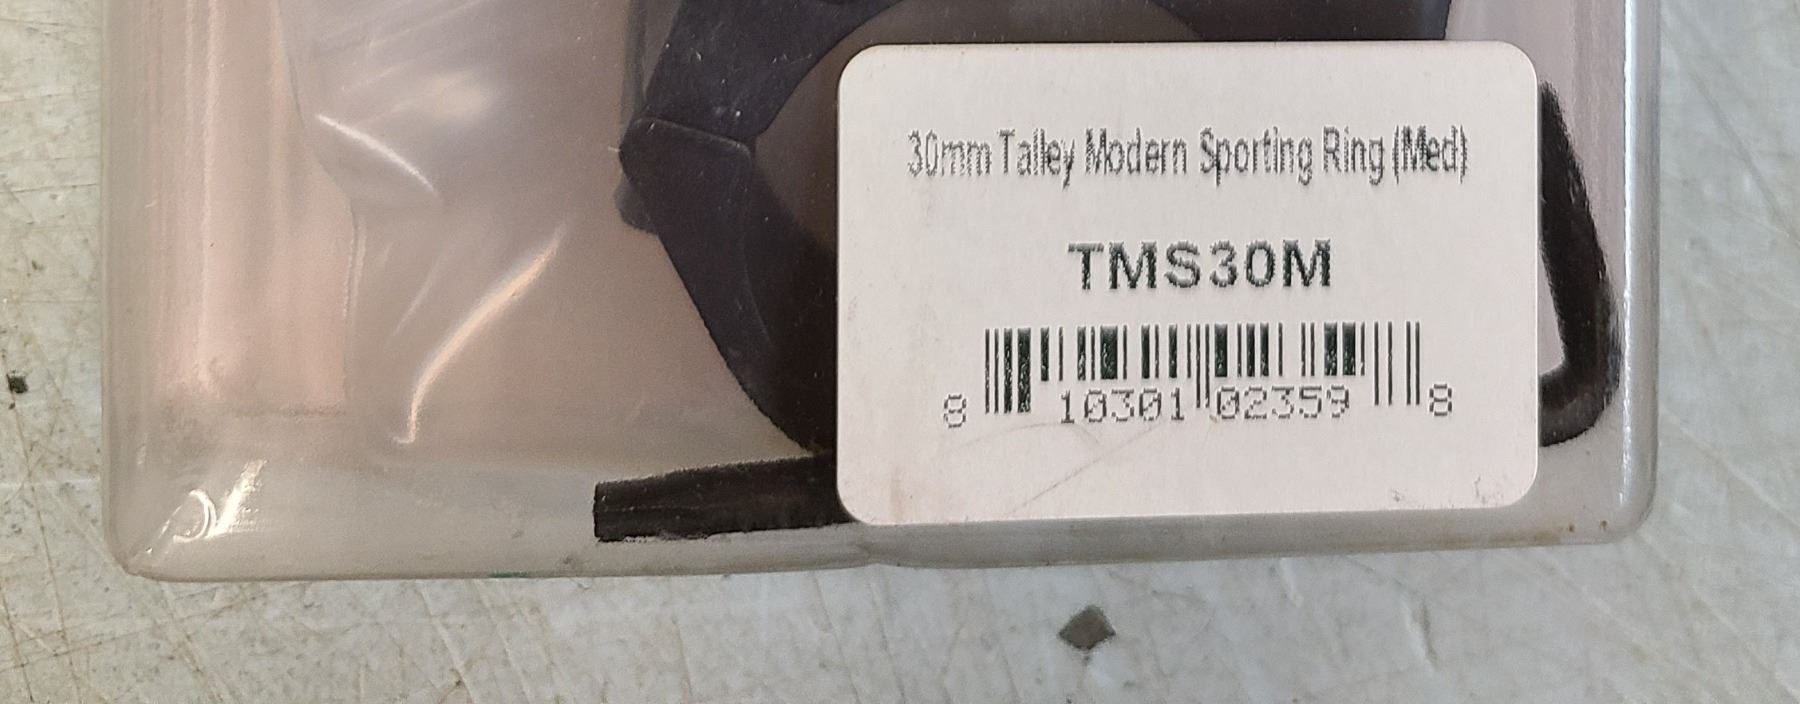 30mm Talley Modern Sporting Ring (Med)
TMS30M
8 10301 02359 8